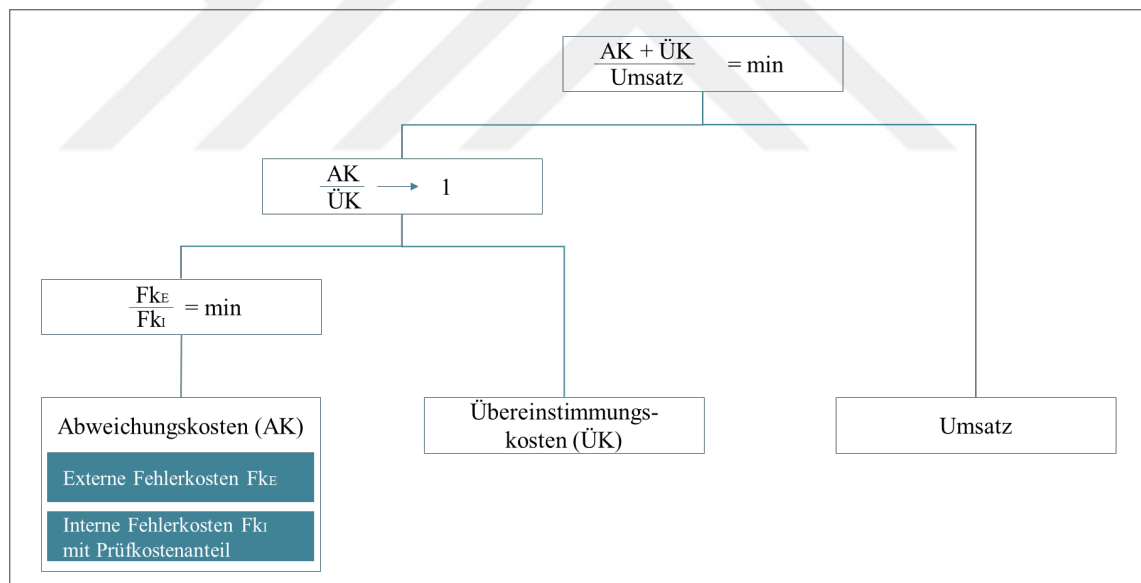 AK + ÜK
Umsatz
= min
AK
ÜK
1
FkE
FkI
= min
Abweichungskosten (AK)
Externe Fehlerkosten FkE
Interne Fehlerkosten FkI
mit Prüfkostenanteil
Übereinstimmungs-
kosten (ÜK)
Umsatz